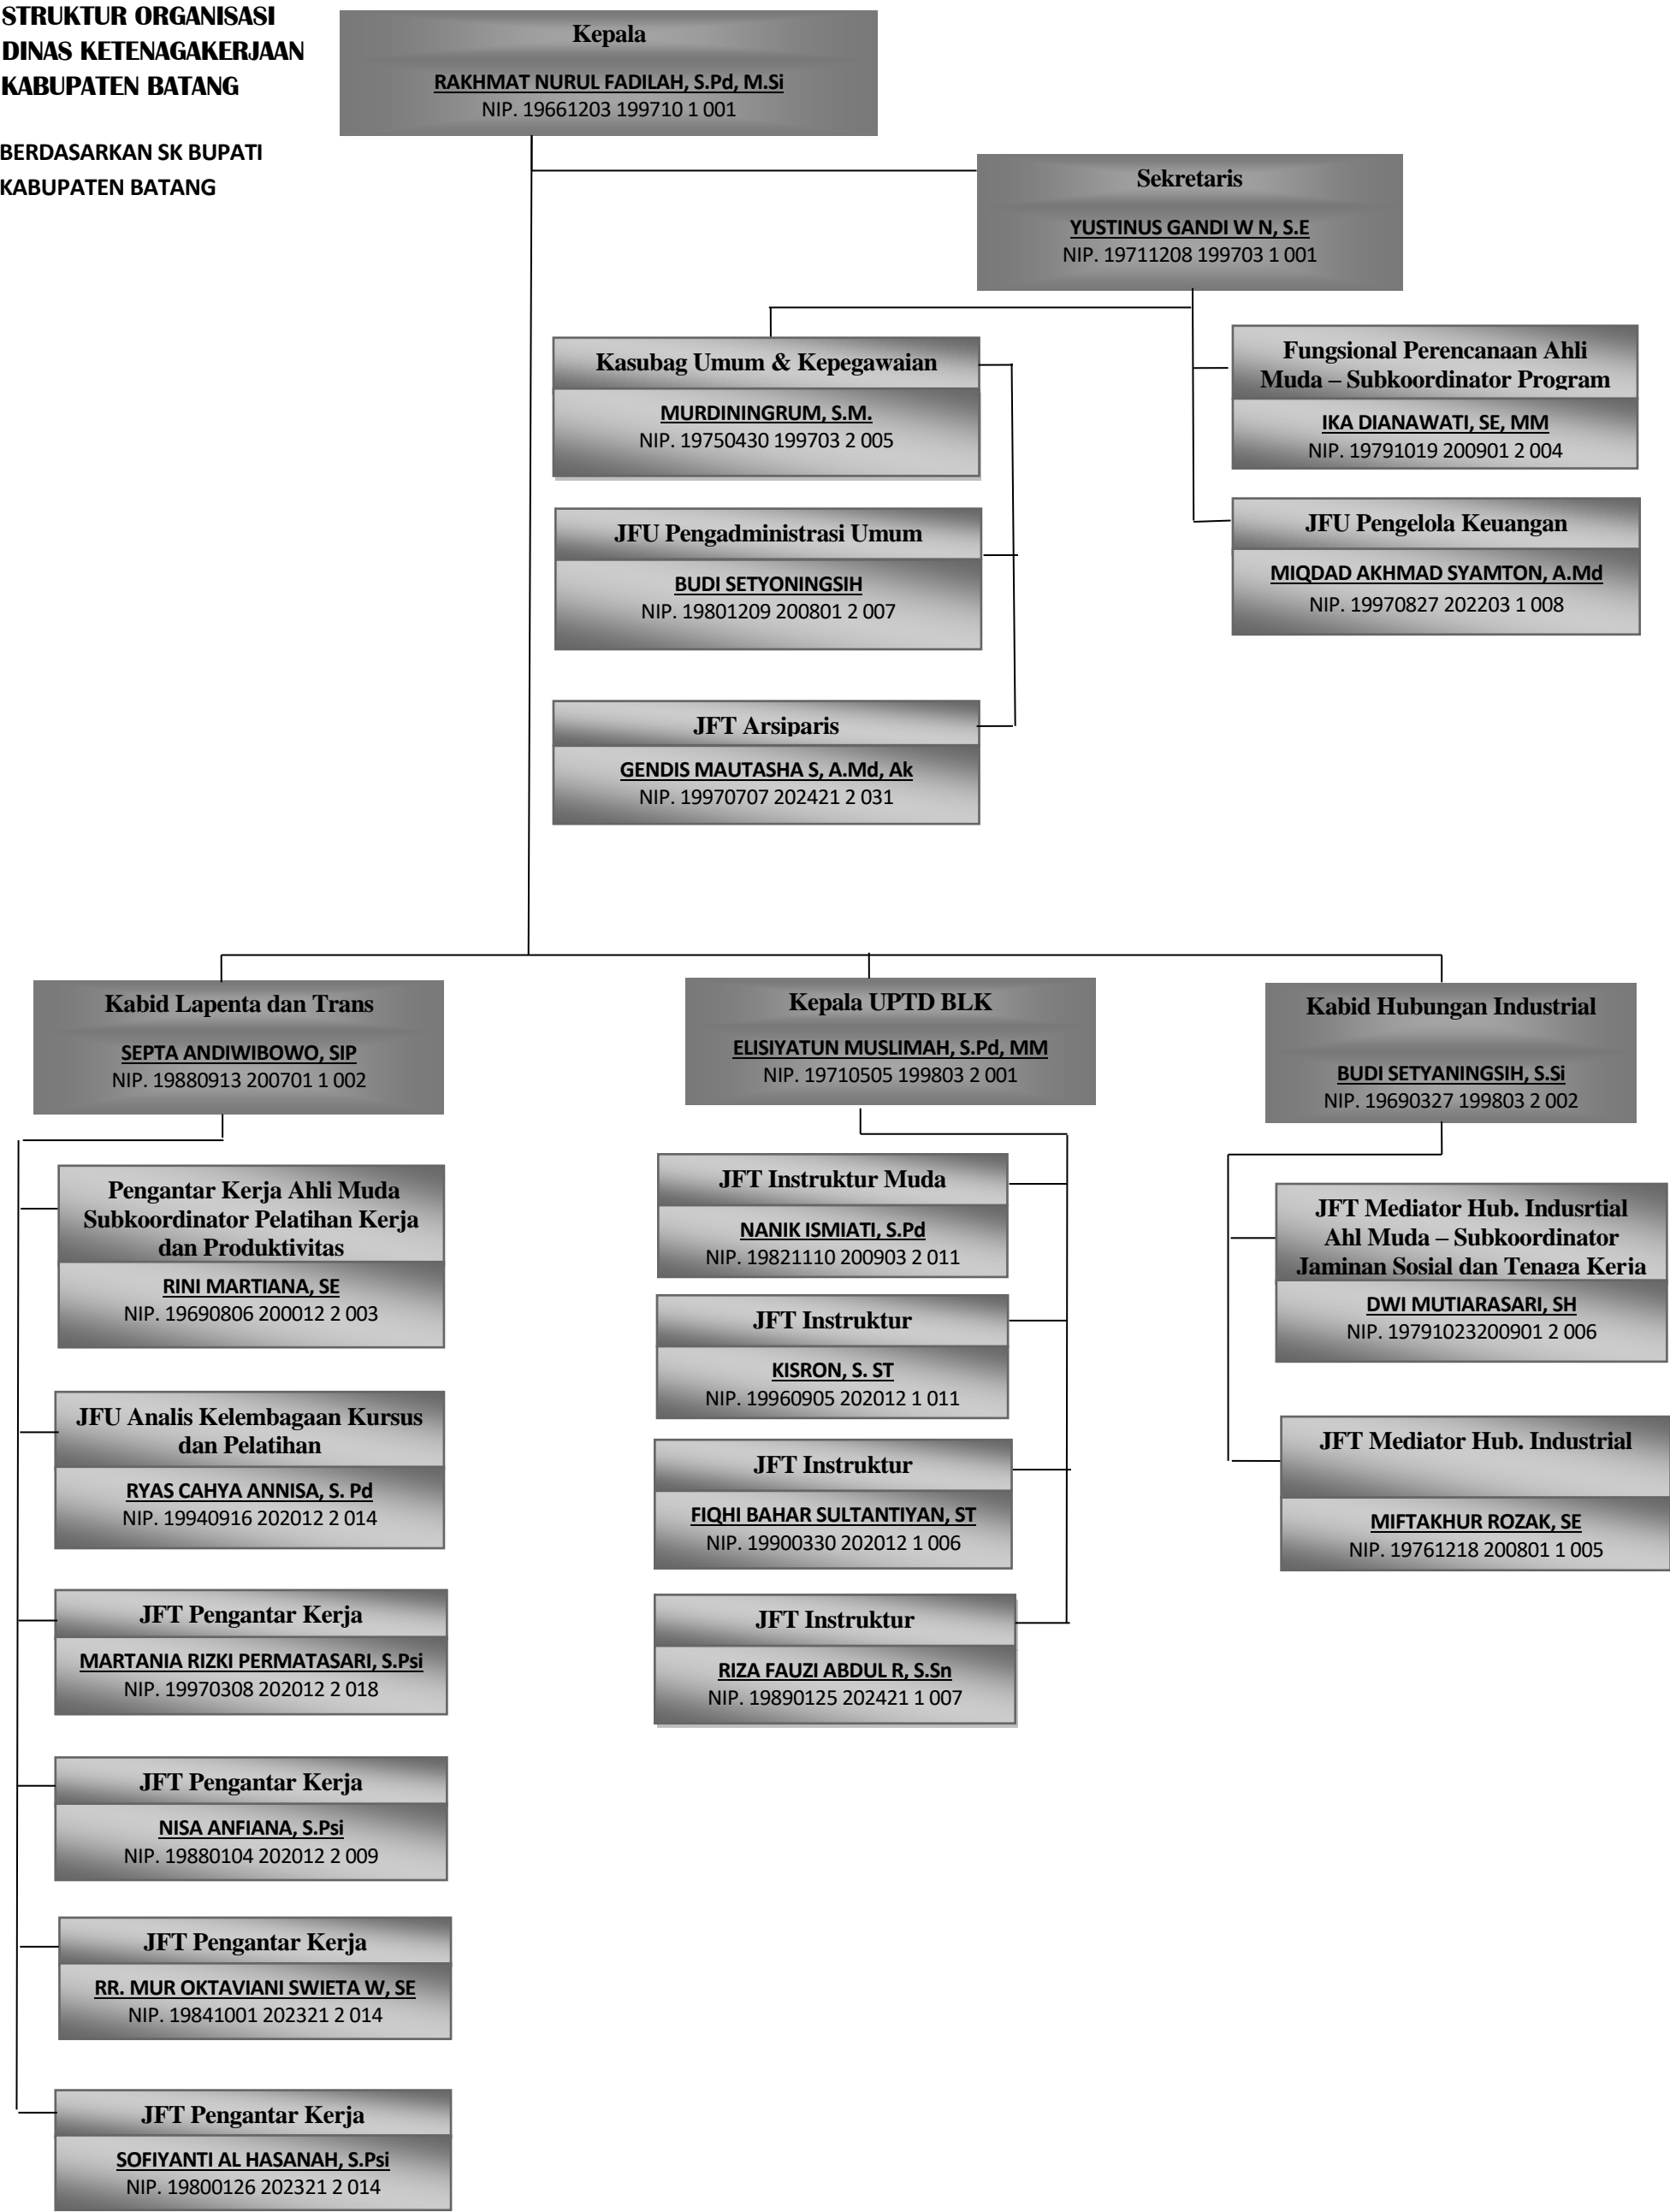 STRUKTUR ORGANISASI
DINAS KETENAGAKERJAAN
KABUPATEN BATANG
BERDASARKAN SK BUPATI
KABUPATEN BATANG
Kepala
RAKHMAT NURUL FADILAH, S.Pd, M.Si
NIP. 19661203 199710 1 001
Sekretaris
YUSTINUS GANDI W N, S.E
NIP. 19711208 199703 1 001
Kasubag Umum & Kepegawaian
MURDININGRUM, S.M.
NIP. 19750430 199703 2 005
Fungsional Perencanaan Ahli
Muda – Subkoordinator Program
IKA DIANAWATI, SE, MM
NIP. 19791019 200901 2 004
JFU Pengadministrasi Umum
BUDI SETYONINGSIH
NIP. 19801209 200801 2 007
JFU Pengelola Keuangan
MIQDAD AKHMAD SYAMTON, A.Md
NIP. 19970827 202203 1 008
JFT Arsiparis
GENDIS MAUTASHA S, A.Md, Ak
NIP. 19970707 202421 2 031
Kabid Lapenta dan Trans
SEPTA ANDIWIBOWO, SIP
NIP. 19880913 200701 1 002
Pengantar Kerja Ahli Muda
Subkoordinator Pelatihan Kerja
dan Produktivitas
RINI MARTIANA, SE
NIP. 19690806 200012 2 003
JFU Analis Kelembagaan Kursus
dan Pelatihan
RYAS CAHYA ANNISA, S. Pd
NIP. 19940916 202012 2 014
JFT Pengantar Kerja
MARTANIA RIZKI PERMATASARI, S.Psi
NIP. 19970308 202012 2 018
JFT Pengantar Kerja
NISA ANFIANA, S.Psi
NIP. 19880104 202012 2 009
JFT Pengantar Kerja
RR. MUR OKTAVIANI SWIETA W, SE
NIP. 19841001 202321 2 014
JFT Pengantar Kerja
SOFIYANTI AL HASANAH, S.Psi
NIP. 19800126 202321 2 014
Kepala UPTD BLK
ELISIYATUN MUSLIMAH, S.Pd, MM
NIP. 19710505 199803 2 001
JFT Instruktur Muda
NANIK ISMIATI, S.Pd
NIP. 19821110 200903 2 011
JFT Instruktur
KISRON, S. ST
NIP. 19960905 202012 1 011
JFT Instruktur
FIQHI BAHAR SULTANTIYAN, ST
NIP. 19900330 202012 1 006
JFT Instruktur
RIZA FAUZI ABDUL R, S.Sn
NIP. 19890125 202421 1 007
Kabid Hubungan Industrial
BUDI SETYANINGSIH, S.Si
NIP. 19690327 199803 2 002
JFT Mediator Hub. Indusrtial
Ahl Muda – Subkoordinator
Jaminan Sosial dan Tenaga Kerja
DWI MUTIARASARI, SH
NIP. 19791023200901 2 006
JFT Mediator Hub. Industrial
MIFTAKHUR ROZAK, SE
NIP. 19761218 200801 1 005